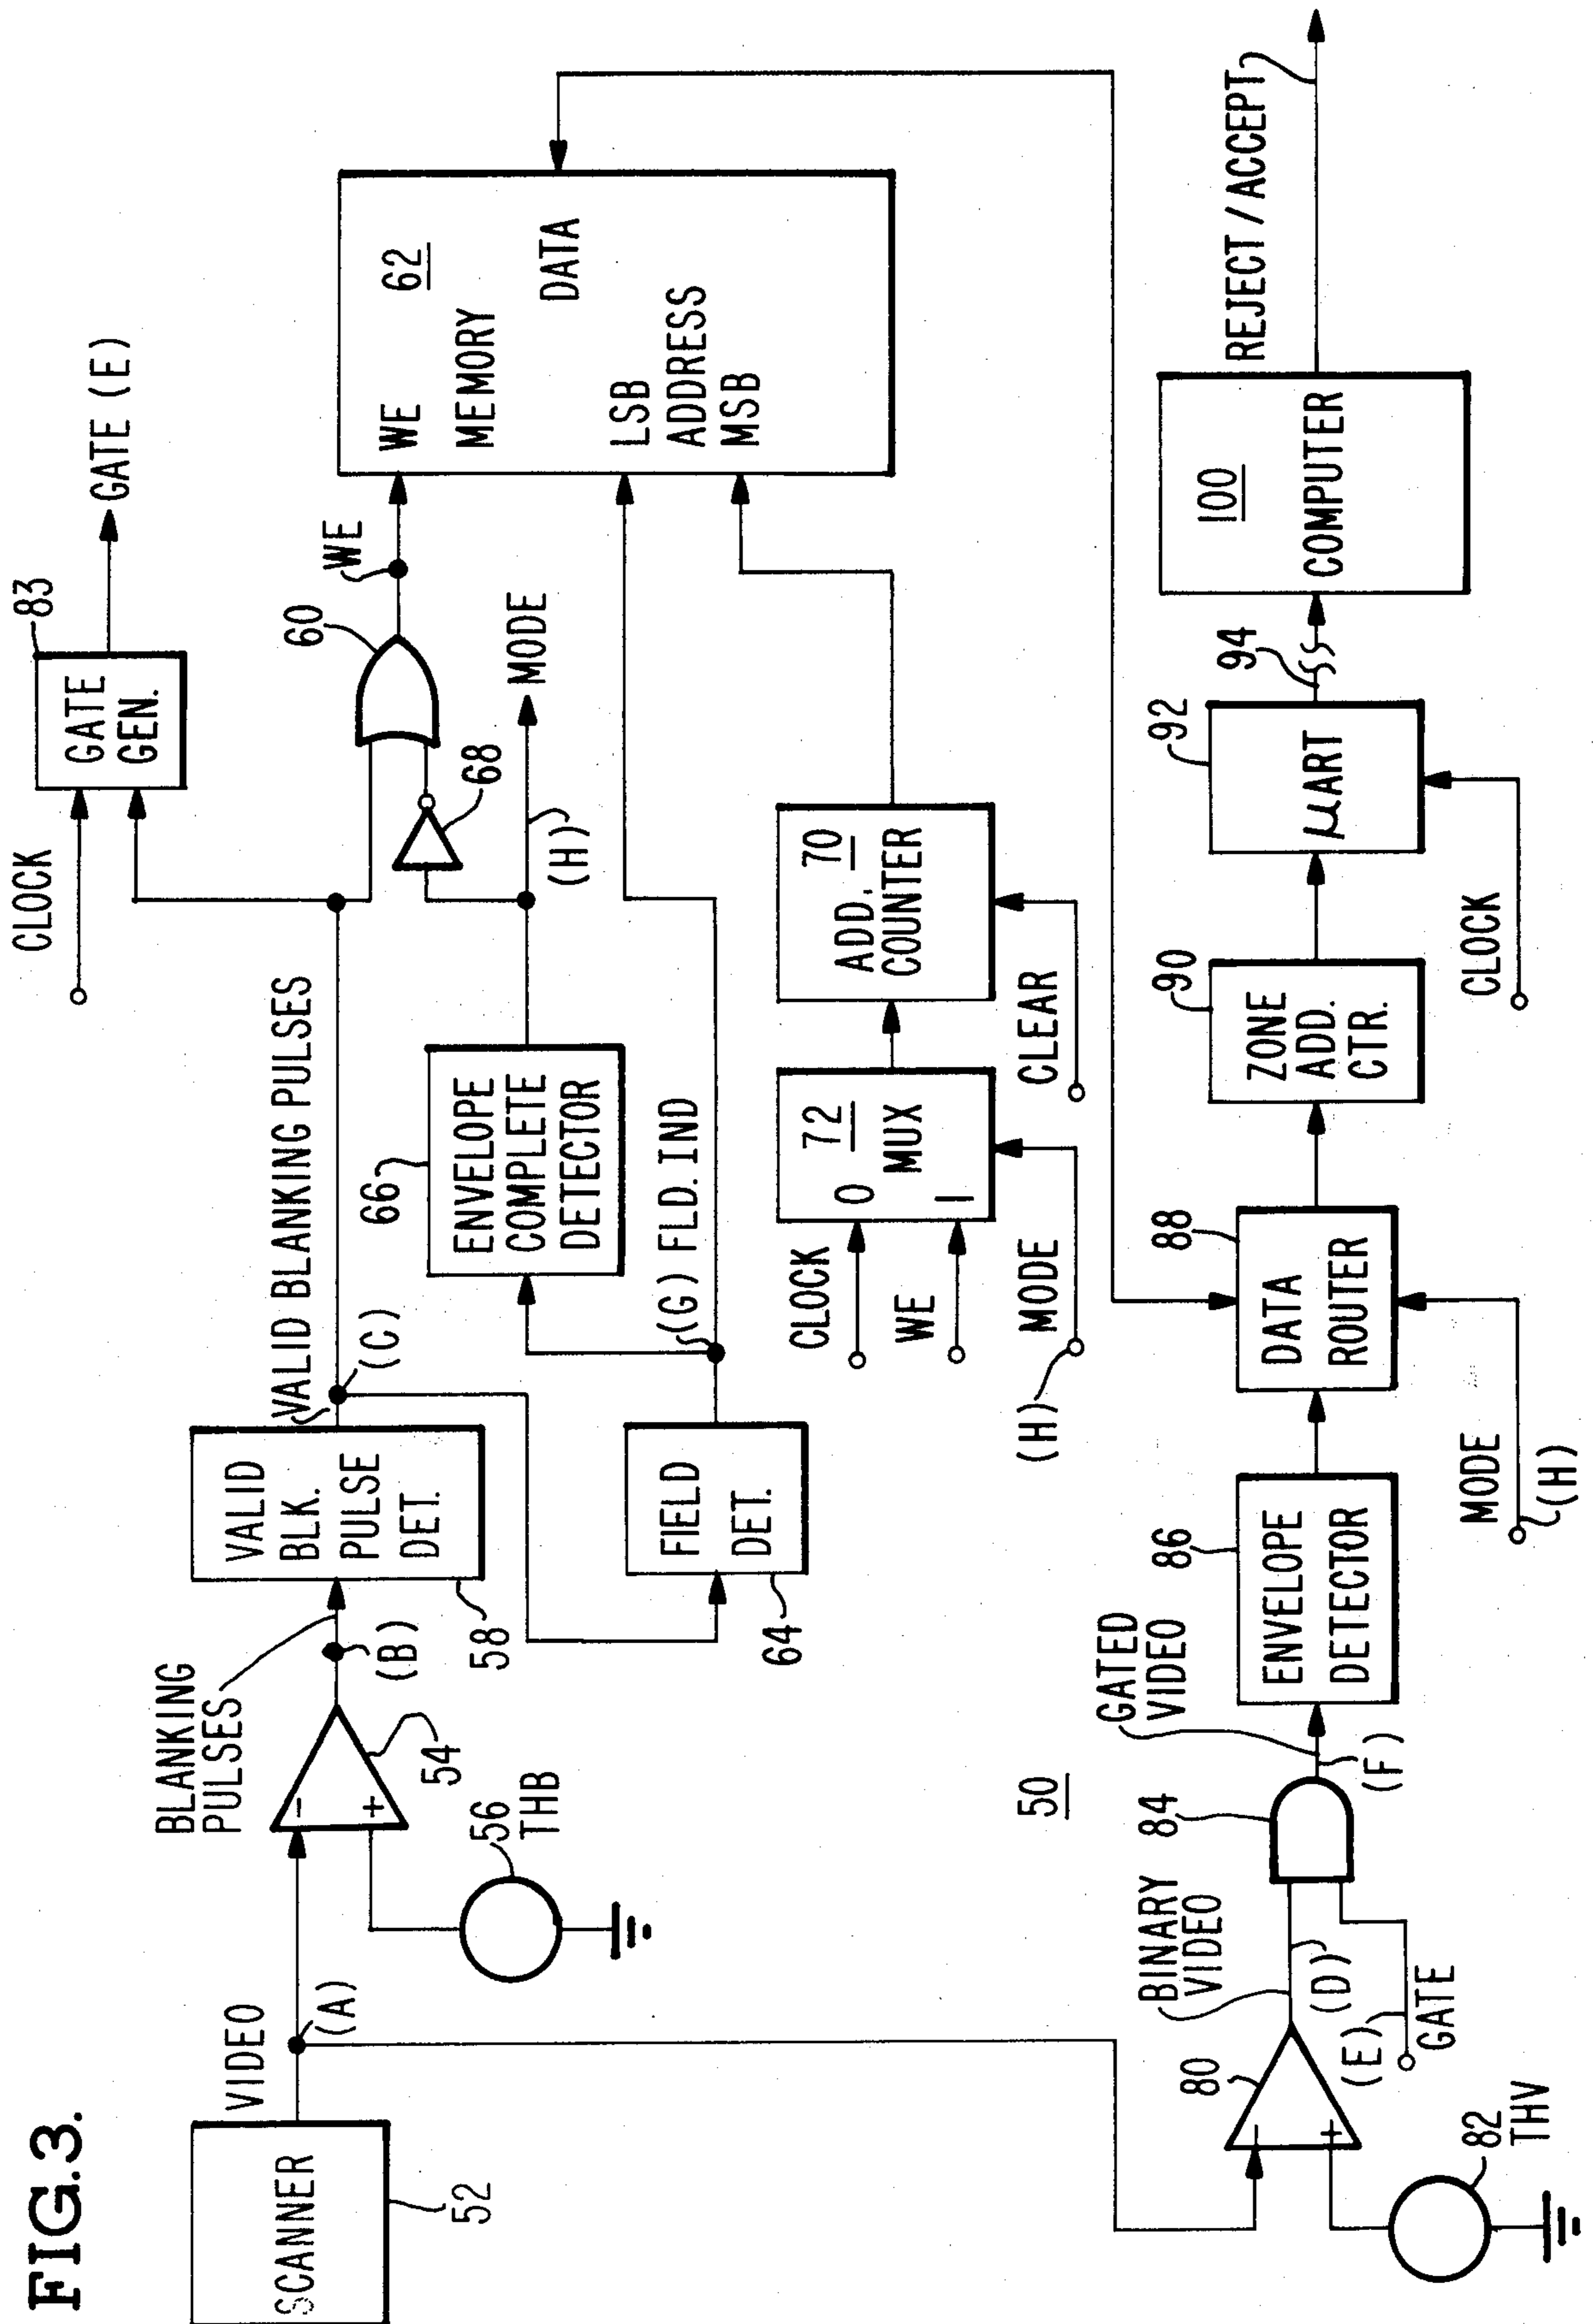 FIG.3.
SCANNER
52
VIDEO
(A)
BLANKING
PULSES
(B)
54
56
THB
VALID
BLK.
PULSE
DET.
58
VALID BLANKING PULSES
(C)
FIELD
DET.
64
(G) FLD. IND
66
ENVELOPE
COMPLETE
DETECTOR
(H)
MODE
68
60
WE
CLOCK
83
GATE
GEN.
GATE (E)
WE
62
MEMORY
DATA
LSB
ADDRESS
MSB
CLOCK
WE
MODE
(H)
0
72
MUX
1
CLEAR
ADD.
70
COUNTER
50
80
82
THV
BINARY
VIDEO
(D)
(E)
GATE
84
GATED
VIDEO
(F)
86
ENVELOPE
DETECTOR
MODE
(H)
88
DATA
ROUTER
90
ZONE
ADD.
CTR.
CLOCK
92
μART
94
100
COMPUTER
REJECT / ACCEPT